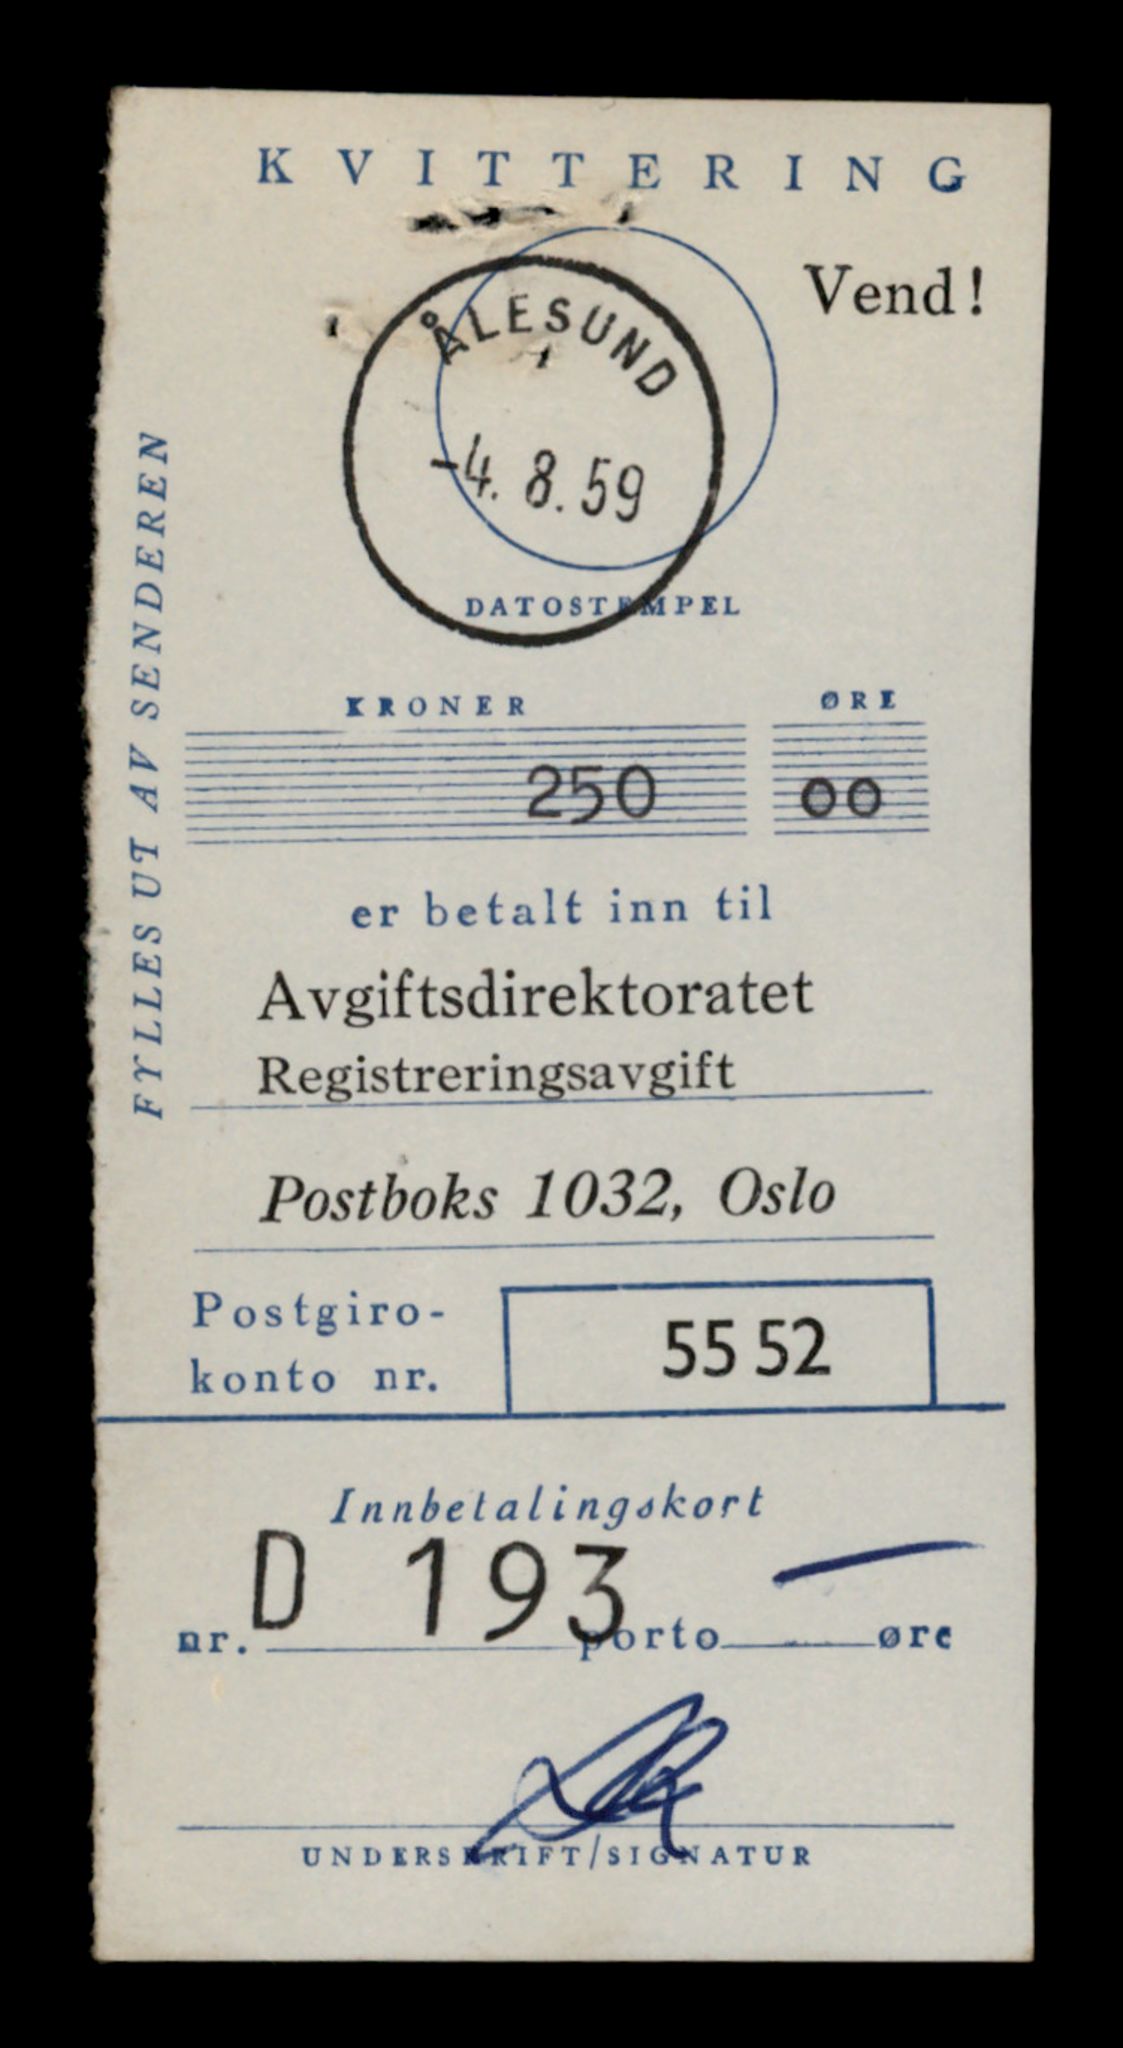 KVITTERING
Vend!
ÅLESUND
-4. 8. 59
DATOSTEMPEL
FYLLES UT AV SENDEREN
KRONER ØRE
250 00
er betalt inn til
Avgiftsdirektoratet
Registreringsavgift
Postboks 1032, Oslo
Postgiro-
konto nr. 55 52
Innbetalingskort
nr. D 193 porto — øre
UNDERSKRIFT/SIGNATUR